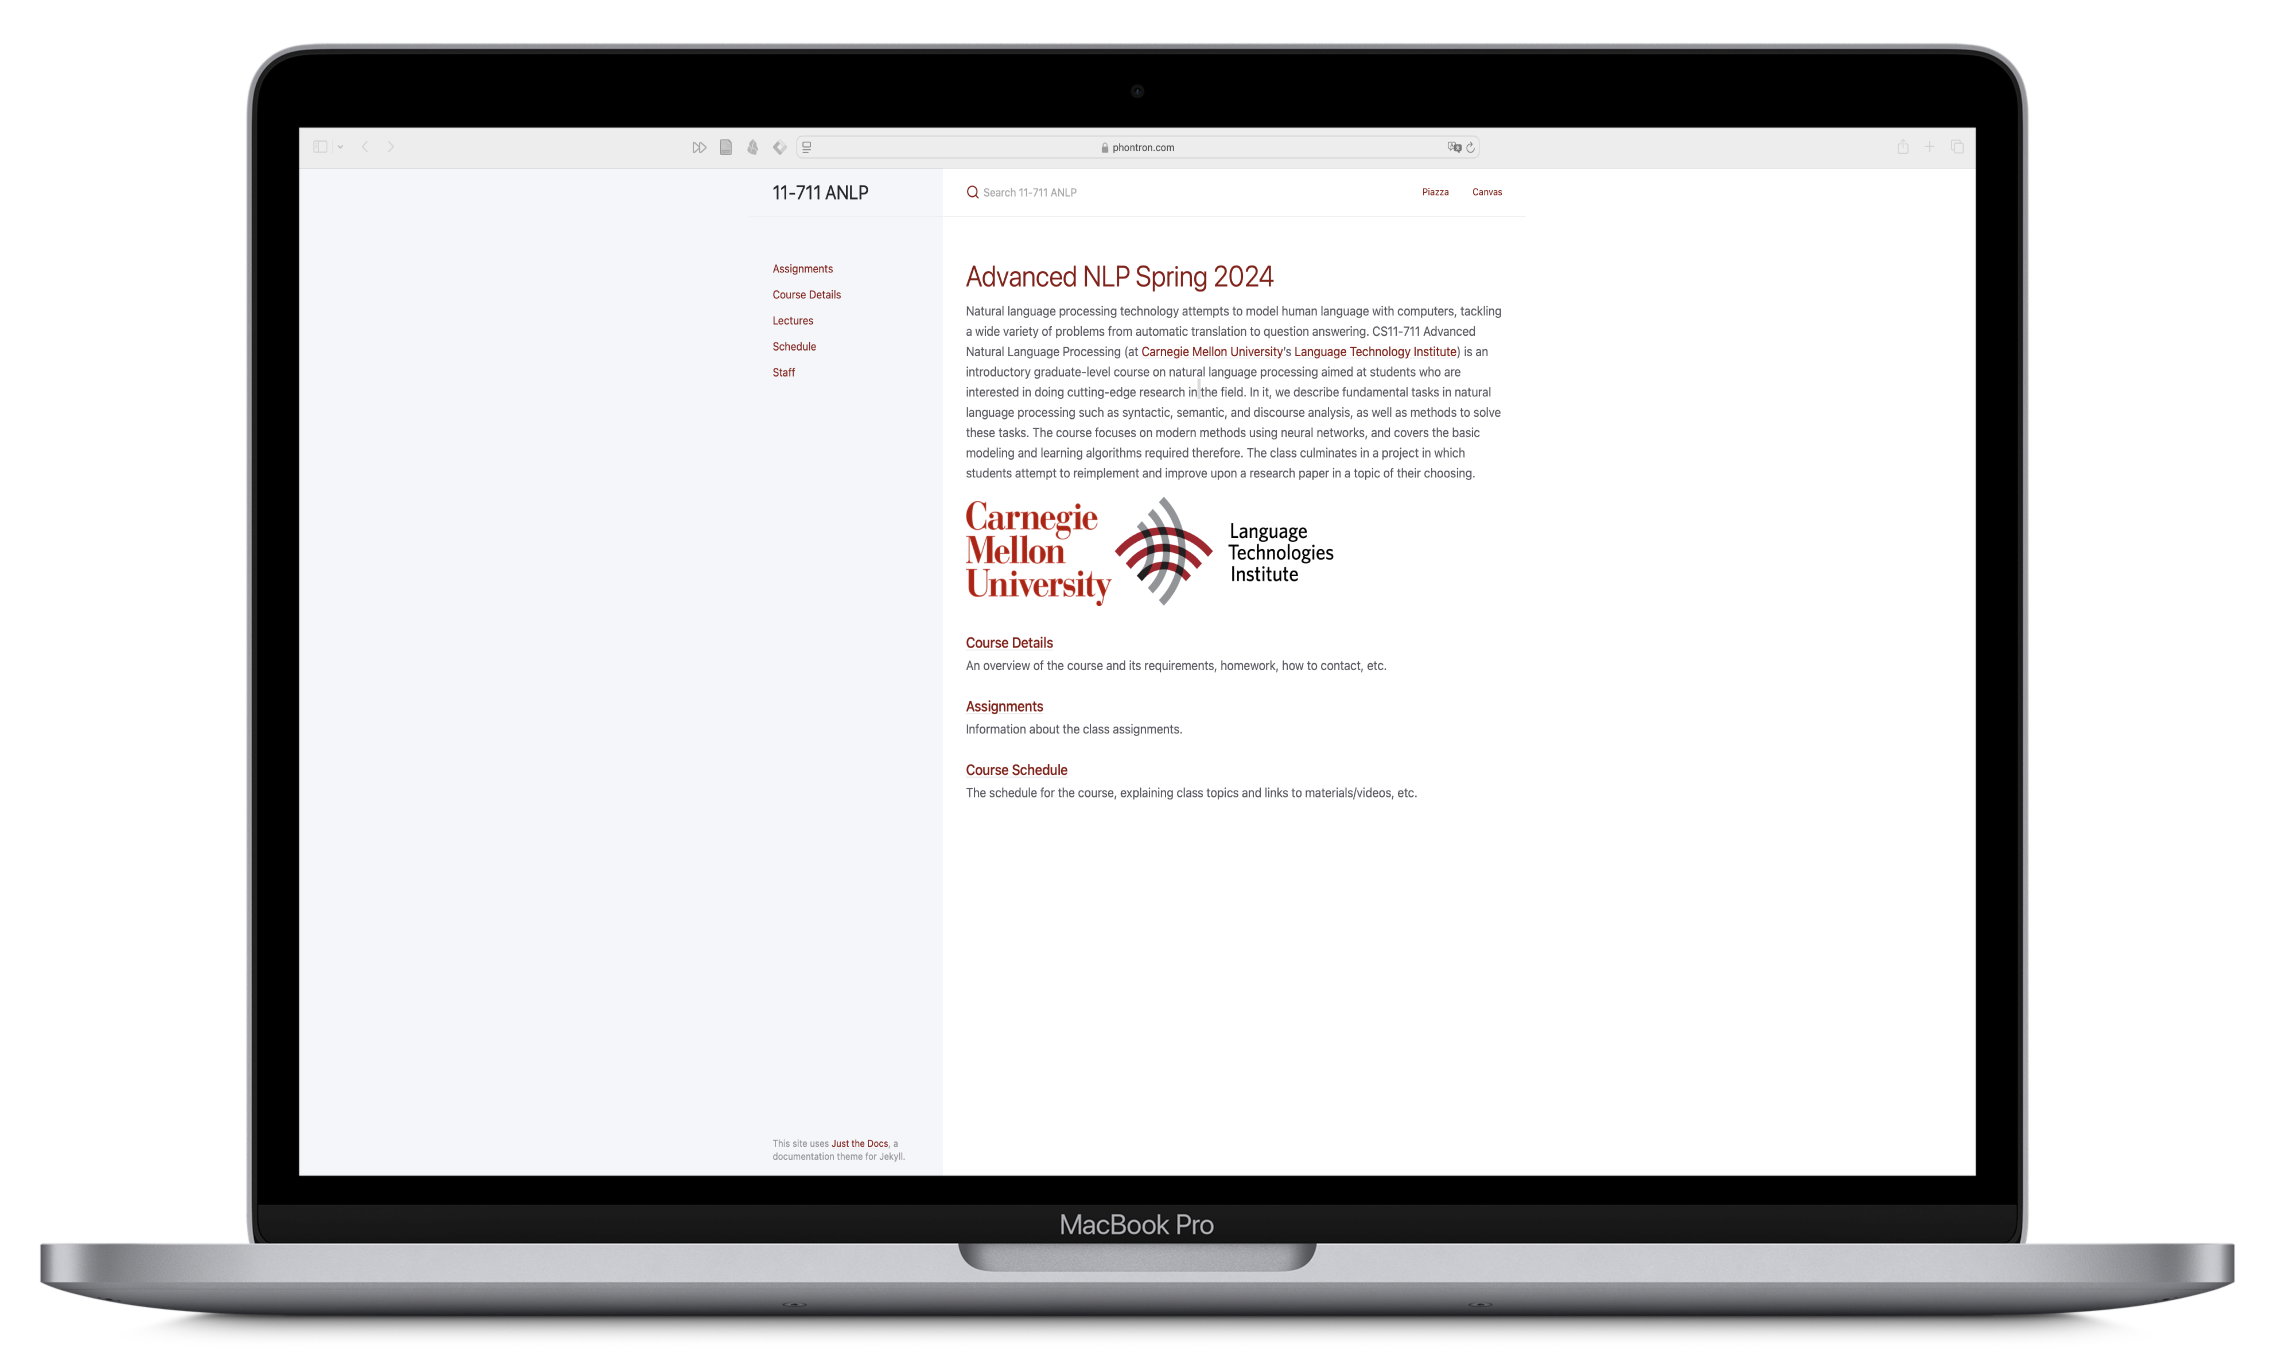 phontron.com
11-711 ANLP
Search 11-711 ANLP
Piazza
Canvas
Assignments
Course Details
Lectures
Schedule
Staff
Advanced NLP Spring 2024
Natural language processing technology attempts to model human language with computers, tackling
a wide variety of problems from automatic translation to question answering. CS11-711 Advanced
Natural Language Processing (at Carnegie Mellon University's Language Technology Institute) is an
introductory graduate-level course on natural language processing aimed at students who are
interested in doing cutting-edge research in the field. In it, we describe fundamental tasks in natural
language processing such as syntactic, semantic, and discourse analysis, as well as methods to solve
these tasks. The course focuses on modern methods using neural networks, and covers the basic
modeling and learning algorithms required therefore. The class culminates in a project in which
students attempt to reimplement and improve upon a research paper in a topic of their choosing.
Carnegie
Mellon
University
Language
Technologies
Institute
Course Details
An overview of the course and its requirements, homework, how to contact, etc.
Assignments
Information about the class assignments.
Course Schedule
The schedule for the course, explaining class topics and links to materials/videos, etc.
This site uses Just the Docs, a
documentation theme for Jekyll.
MacBook Pro